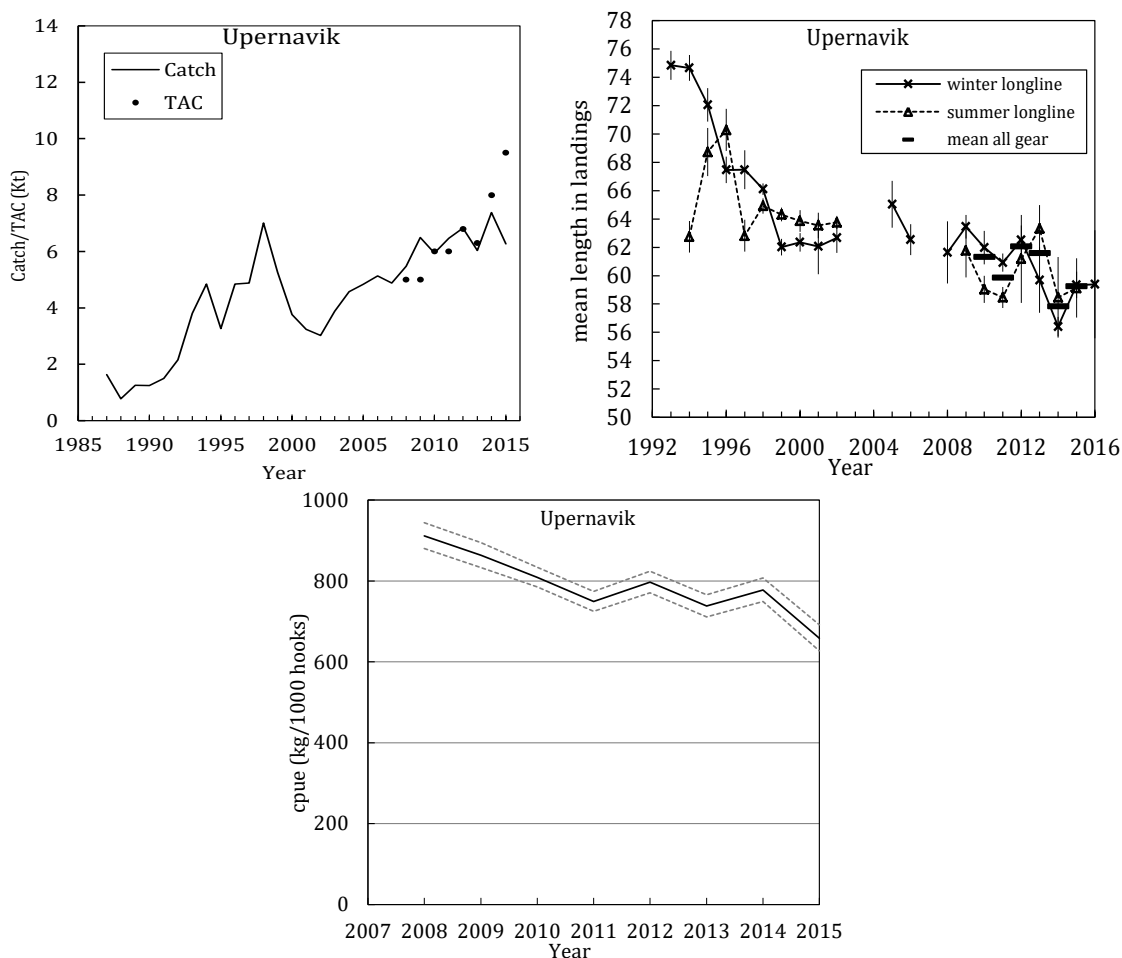 Upernavik
Catch
TAC
Catch/TAC (Kt)
14
12
10
8
6
4
2
0
1985 1990 1995 2000 2005 2010 2015
Year
Upernavik
winter longline
summer longline
mean all gear
mean length in landings
78
76
74
72
70
68
66
64
62
60
58
56
54
52
50
1992 1996 2000 2004 2008 2012 2016
Year
Upernavik
cpue (kg/1000 hooks)
1000
800
600
400
200
0
2007 2008 2009 2010 2011 2012 2013 2014 2015
Year